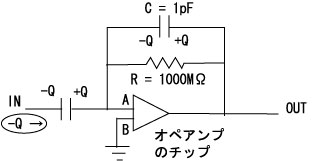 C = 1pF
-Q +Q
R = 1000MΩ
-Q +Q
IN
-Q →
A
B
OUT
オペアンプ
のチップ